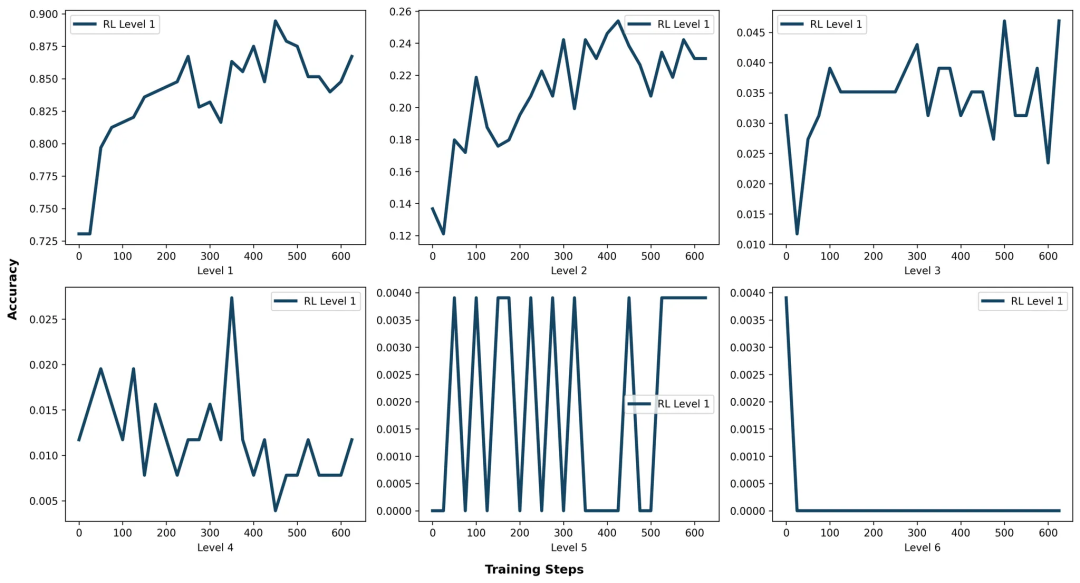 RL Level 1
0.900
0.875
0.850
0.825
0.800
0.775
0.750
0.725
0 100 200 300 400 500 600
Level 1
RL Level 1
0.26
0.24
0.22
0.20
0.18
0.16
0.14
0.12
0 100 200 300 400 500 600
Level 2
RL Level 1
0.045
0.040
0.035
0.030
0.025
0.020
0.015
0.010
0 100 200 300 400 500 600
Level 3
Accuracy
RL Level 1
0.025
0.020
0.015
0.010
0.005
0 100 200 300 400 500 600
Level 4
RL Level 1
0.0040
0.0035
0.0030
0.0025
0.0020
0.0015
0.0010
0.0005
0.0000
0 100 200 300 400 500 600
Level 5
RL Level 1
0.0040
0.0035
0.0030
0.0025
0.0020
0.0015
0.0010
0.0005
0.0000
0 100 200 300 400 500 600
Level 6
Training Steps